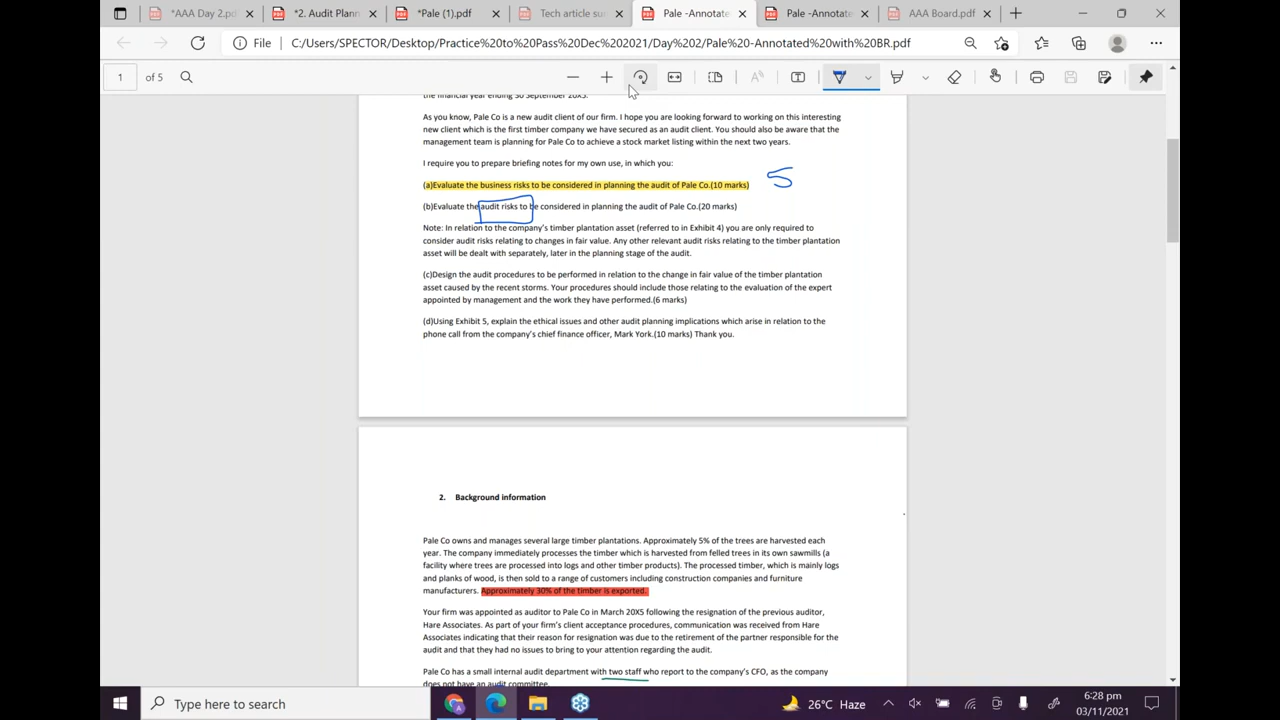 *AAA Day 2.pd
*2. Audit Plann
*Pale (1).pdf
Tech article sur
Pale -Annotate
Pale -Annotate
AAA Board.pdf
File
C:/Users/SPECTOR/Desktop/Practice%20to%20Pass%20Dec%202021/Day%202/Pale%20-Annotated%20with%20BR.pdf
1 of 5
the financial year ending 30 September 20X5.
As you know, Pale Co is a new audit client of our firm. I hope you are looking forward to working on this interesting
new client which is the first timber company we have secured as an audit client. You should also be aware that the
management team is planning for Pale Co to achieve a stock market listing within the next two years.
I require you to prepare briefing notes for my own use, in which you:
(a)Evaluate the business risks to be considered in planning the audit of Pale Co.(10 marks)
5
(b)Evaluate the audit risks to be considered in planning the audit of Pale Co.(20 marks)
Note: In relation to the company's timber plantation asset (referred to in Exhibit 4) you are only required to
consider audit risks relating to changes in fair value. Any other relevant audit risks relating to the timber plantation
asset will be dealt with separately, later in the planning stage of the audit.
(c)Design the audit procedures to be performed in relation to the change in fair value of the timber plantation
asset caused by the recent storms. Your procedures should include those relating to the evaluation of the expert
appointed by management and the work they have performed.(6 marks)
(d)Using Exhibit 5, explain the ethical issues and other audit planning implications which arise in relation to the
phone call from the company's chief finance officer, Mark York.(10 marks) Thank you.
2. Background information
Pale Co owns and manages several large timber plantations. Approximately 5% of the trees are harvested each
year. The company immediately processes the timber which is harvested from felled trees in its own sawmills (a
facility where trees are processed into logs and other timber products). The processed timber, which is mainly logs
and planks of wood, is then sold to a range of customers including construction companies and furniture
manufacturers. Approximately 30% of the timber is exported.
Your firm was appointed as auditor to Pale Co in March 20X5 following the resignation of the previous auditor,
Hare Associates. As part of your firm's client acceptance procedures, communication was received from Hare
Associates indicating that their reason for resignation was due to the retirement of the partner responsible for the
audit and that they had no issues to bring to your attention regarding the audit.
Pale Co has a small internal audit department with two staff who report to the company's CFO, as the company
does not have an audit committee.
Type here to search
26°C Haze
6:28 pm
03/11/2021